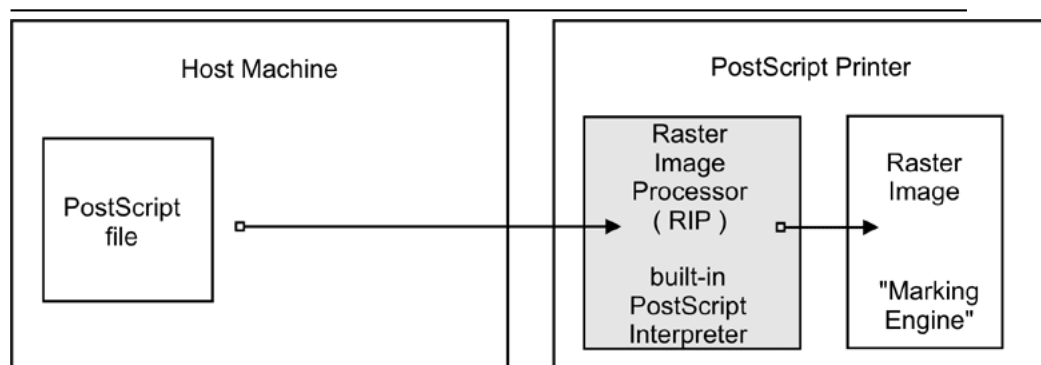 Host Machine
PostScript
file
PostScript Printer
Raster
Image
Processor
( RIP )
built-in
PostScript
Interpreter
Raster
Image
"Marking
Engine"